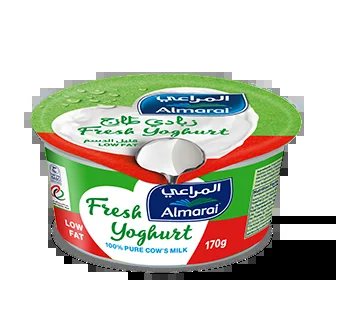 المراعي
Almarai
زبادي طازج
Fresh Yoghurt
قليل الدسم
LOW FAT
المراعي
Almarai
Fresh
Yoghurt
100% PURE COW'S MILK
LOW
FAT
170g